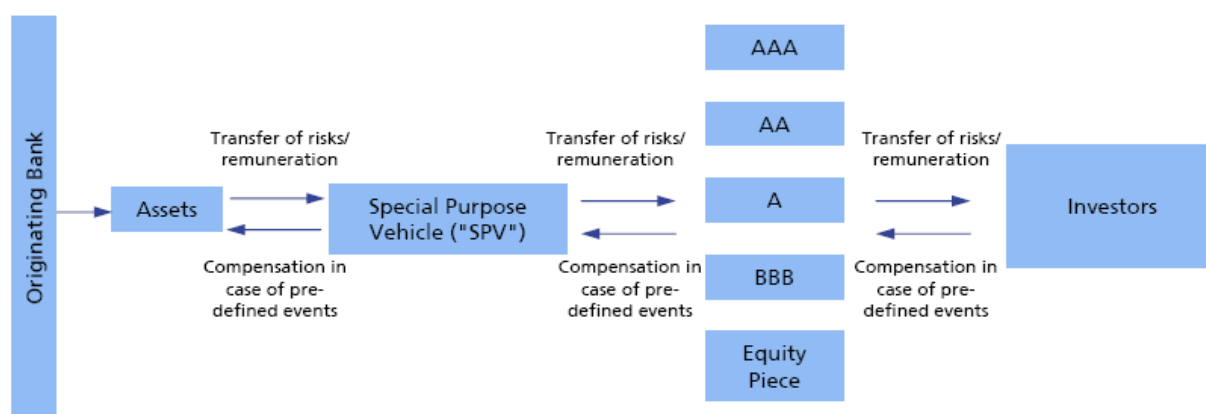 Originating Bank
Assets
Transfer of risks/
remuneration
Compensation in
case of pre-
defined events
Special Purpose
Vehicle ("SPV")
Transfer of risks/
remuneration
Compensation in
case of pre-
defined events
AAA
AA
A
BBB
Equity
Piece
Transfer of risks/
remuneration
Compensation in
case of pre-
defined events
Investors